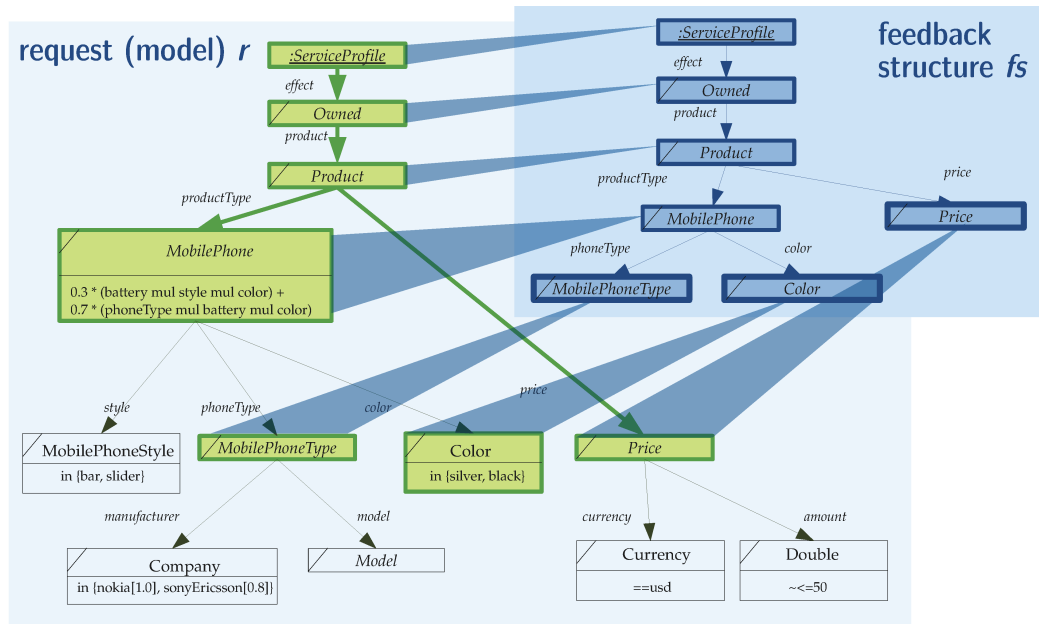 request (model) r
:ServiceProfile
effect
Owned
product
Product
productType
MobilePhone
0.3 * (battery mul style mul color) +
0.7 * (phoneType mul battery mul color)
style
phoneType
color
price
MobilePhoneStyle
in {bar, slider}
MobilePhoneType
Color
in {silver, black}
Price
manufacturer
model
currency
amount
Company
in {nokia[1.0], sonyEricsson[0.8]}
Model
Currency
==usd
Double
~<=50
feedback
structure fs
:ServiceProfile
effect
Owned
product
Product
productType
price
MobilePhone
Price
phoneType
color
MobilePhoneType
Color